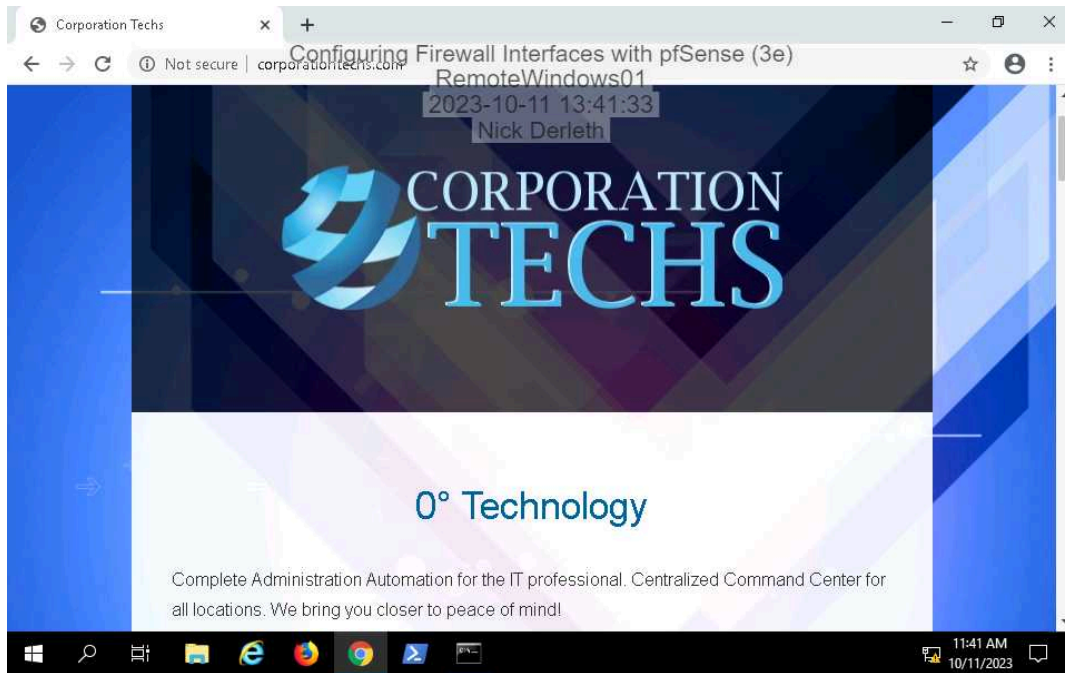 Corporation Techs
Not secure | corporationtechs.com
Configuring Firewall Interfaces with pfSense (3e)
RemoteWindows01
2023-10-11 13:41:33
Nick Derleth
CORPORATION
TECHS
0° Technology
Complete Administration Automation for the IT professional. Centralized Command Center for
all locations. We bring you closer to peace of mind!
11:41 AM
10/11/2023